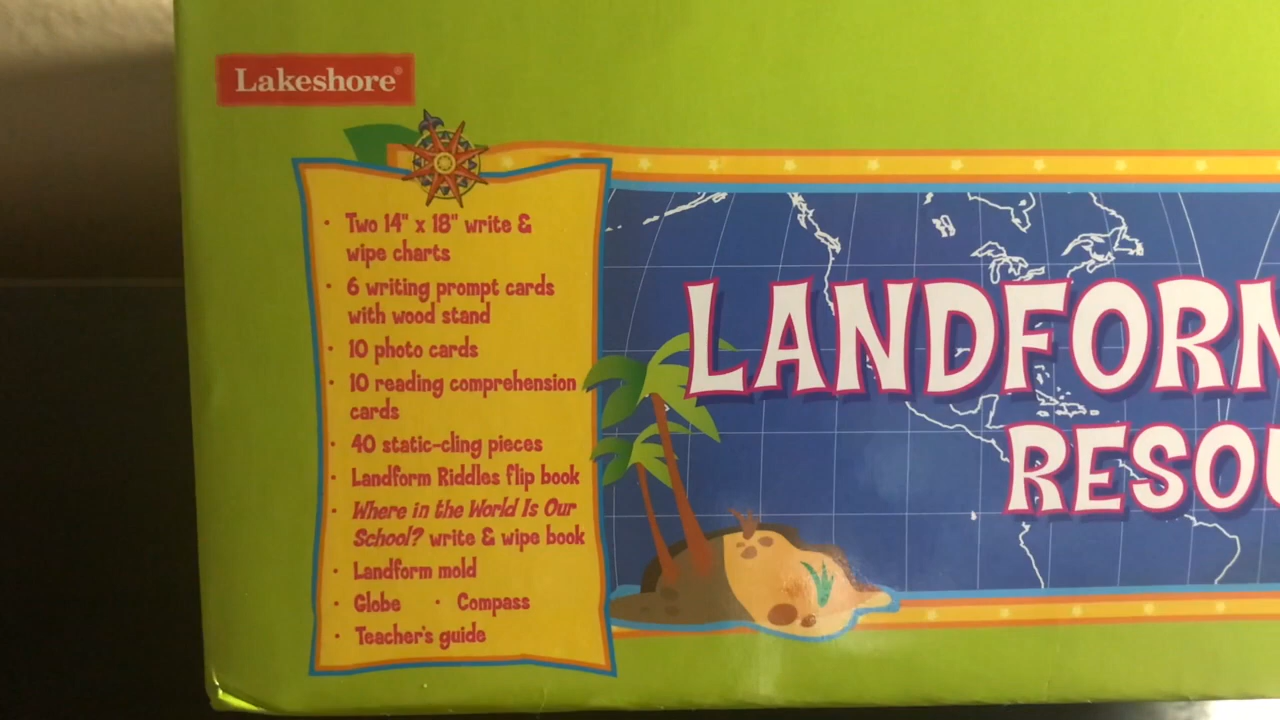 Lakeshore®
• Two 14" x 18" write &
wipe charts
• 6 writing prompt cards
with wood stand
• 10 photo cards
• 10 reading comprehension
cards
• 40 static-cling pieces
• Landform Riddles flip book
• Where in the World Is Our
School? write & wipe book
• Landform mold
• Globe • Compass
• Teacher's guide
LANDFORM
RESOU